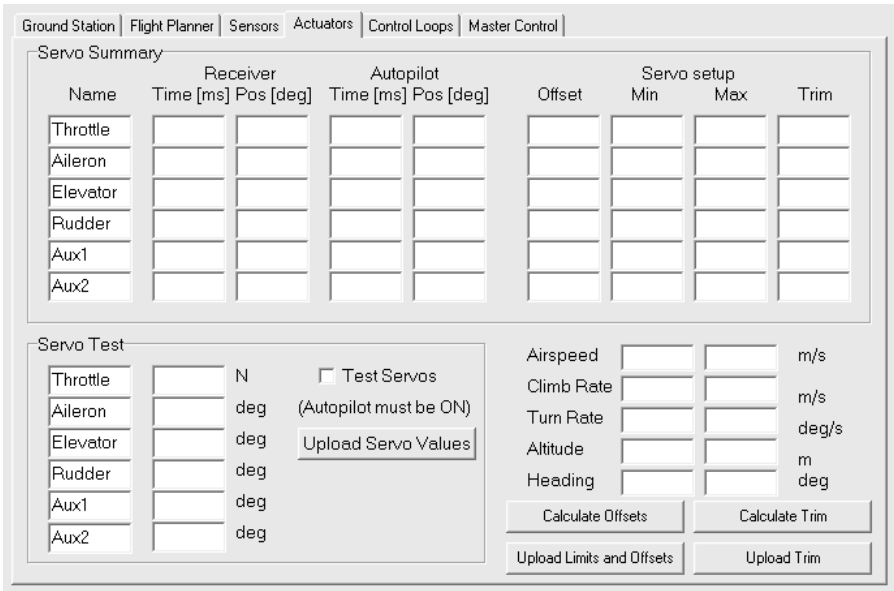 Ground Station Flight Planner Sensors Actuators Control Loops Master Control
Servo Summary
Receiver Autopilot Servo setup
Name Time [ms] Pos [deg] Time [ms] Pos [deg] Offset Min Max Trim
Throttle
Aileron
Elevator
Rudder
Aux1
Aux2
Servo Test
Throttle N Test Servos
Aileron deg (Autopilot must be ON)
Elevator deg Upload Servo Values
Rudder deg
Aux1 deg
Aux2 deg
Airspeed m/s
Climb Rate m/s
Turn Rate deg/s
Altitude m
Heading deg
Calculate Offsets Calculate Trim
Upload Limits and Offsets Upload Trim